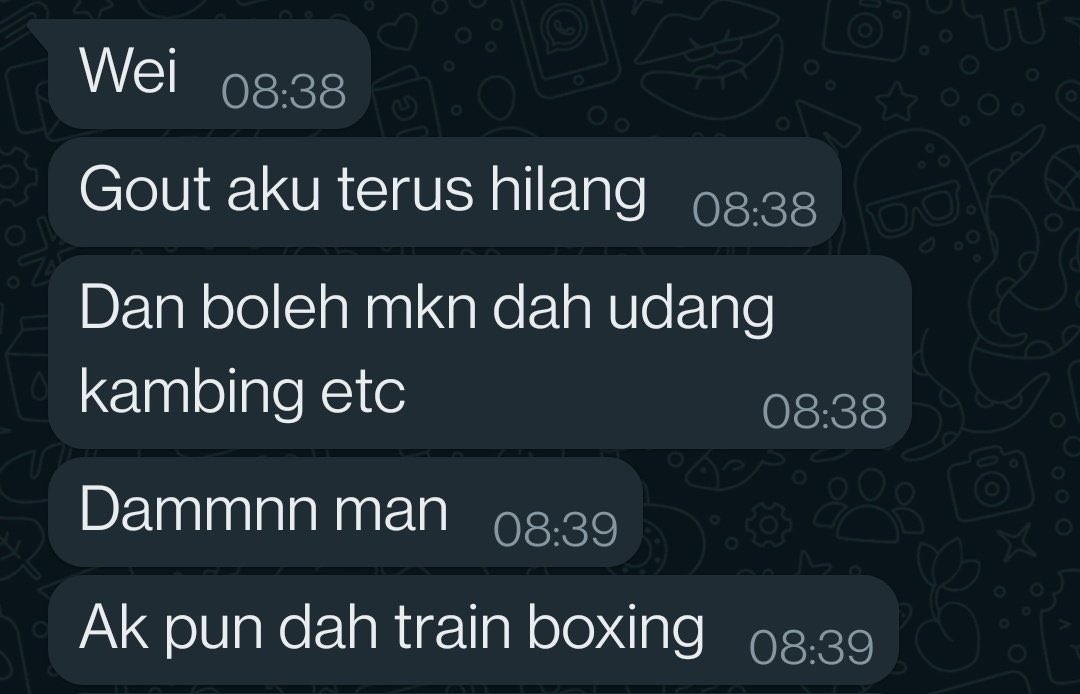 Wei 08:38
Gout aku terus hilang 08:38
Dan boleh mkn dah udang
kambing etc 08:38
Dammnn man 08:39
Ak pun dah train boxing 08:39